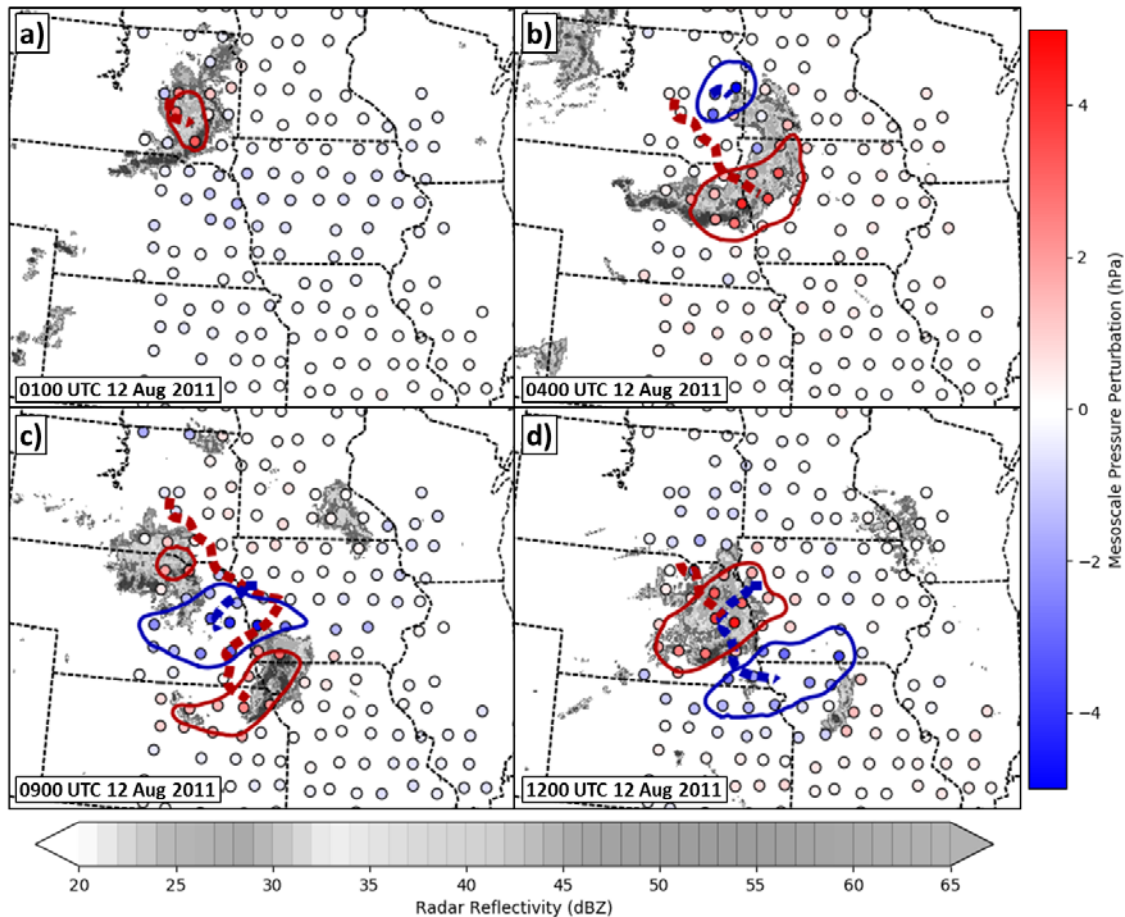 a)
b)
0100 UTC 12 Aug 2011
0400 UTC 12 Aug 2011
c)
d)
0900 UTC 12 Aug 2011
1200 UTC 12 Aug 2011
4
2
0
−2
−4
Mesoscale Pressure Perturbation (hPa)
20 25 30 35 40 45 50 55 60 65
Radar Reflectivity (dBZ)